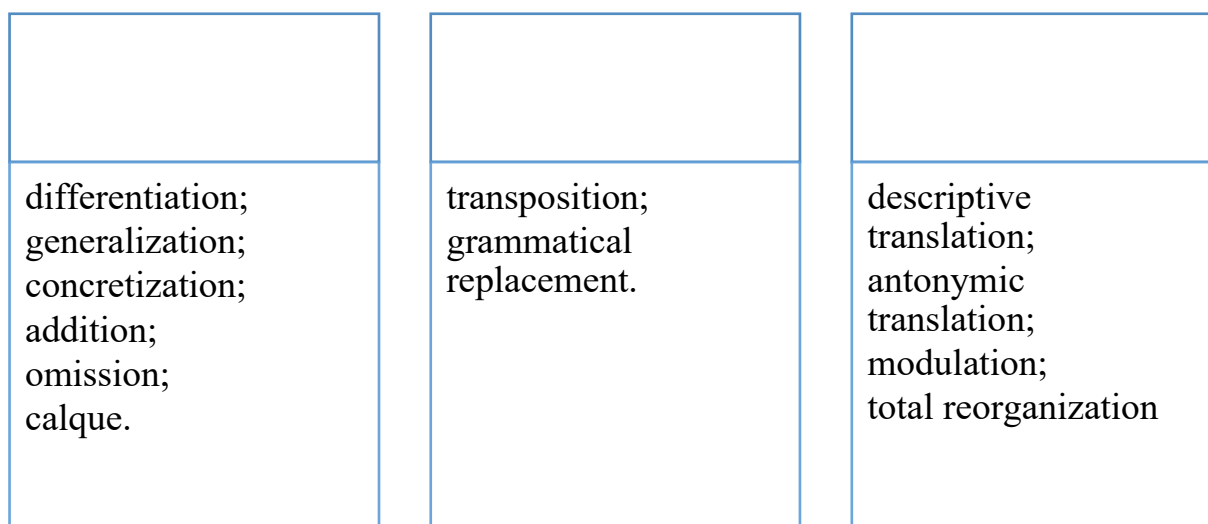 differentiation;
generalization;
concretization;
addition;
omission;
calque.
transposition;
grammatical
replacement.
descriptive
translation;
antonymic
translation;
modulation;
total reorganization